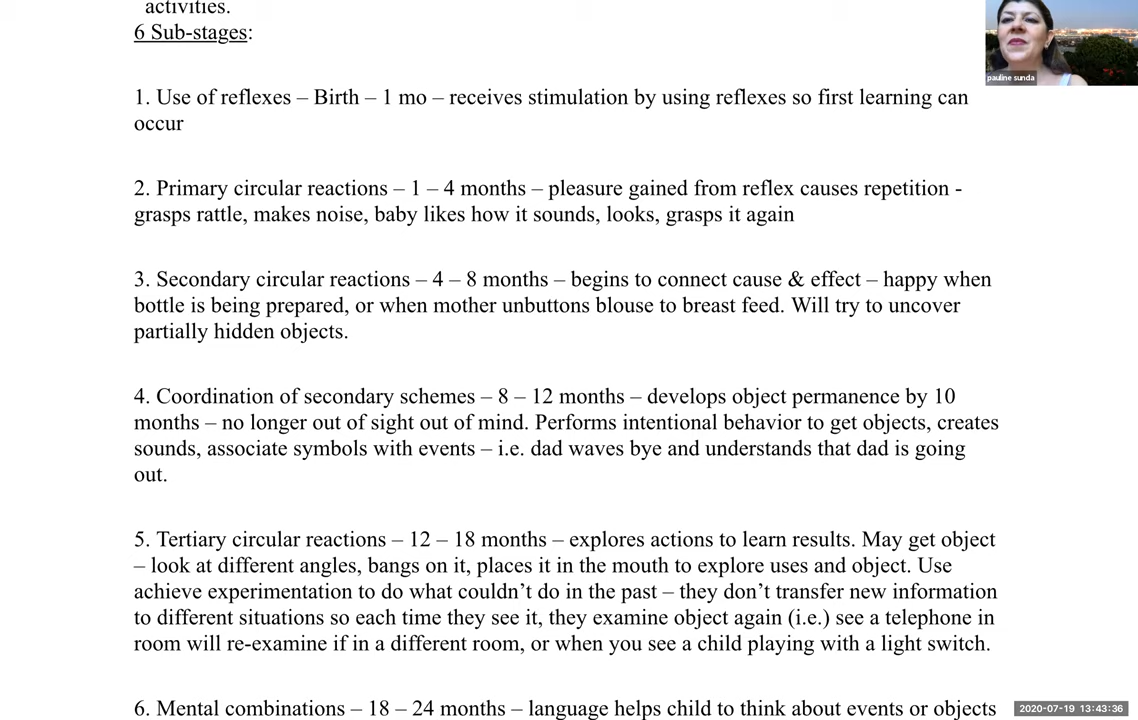 activities.
6 Sub-stages:
1. Use of reflexes – Birth – 1 mo – receives stimulation by using reflexes so first learning can
occur
2. Primary circular reactions – 1 – 4 months – pleasure gained from reflex causes repetition -
grasps rattle, makes noise, baby likes how it sounds, looks, grasps it again
3. Secondary circular reactions – 4 – 8 months – begins to connect cause & effect – happy when
bottle is being prepared, or when mother unbuttons blouse to breast feed. Will try to uncover
partially hidden objects.
4. Coordination of secondary schemes – 8 – 12 months – develops object permanence by 10
months – no longer out of sight out of mind. Performs intentional behavior to get objects, creates
sounds, associate symbols with events – i.e. dad waves bye and understands that dad is going
out.
5. Tertiary circular reactions – 12 – 18 months – explores actions to learn results. May get object
– look at different angles, bangs on it, places it in the mouth to explore uses and object. Use
achieve experimentation to do what couldn’t do in the past – they don’t transfer new information
to different situations so each time they see it, they examine object again (i.e.) see a telephone in
room will re-examine if in a different room, or when you see a child playing with a light switch.
6. Mental combinations – 18 – 24 months – language helps child to think about events or objects
pauline sunda
2020-07-19 13:43:36